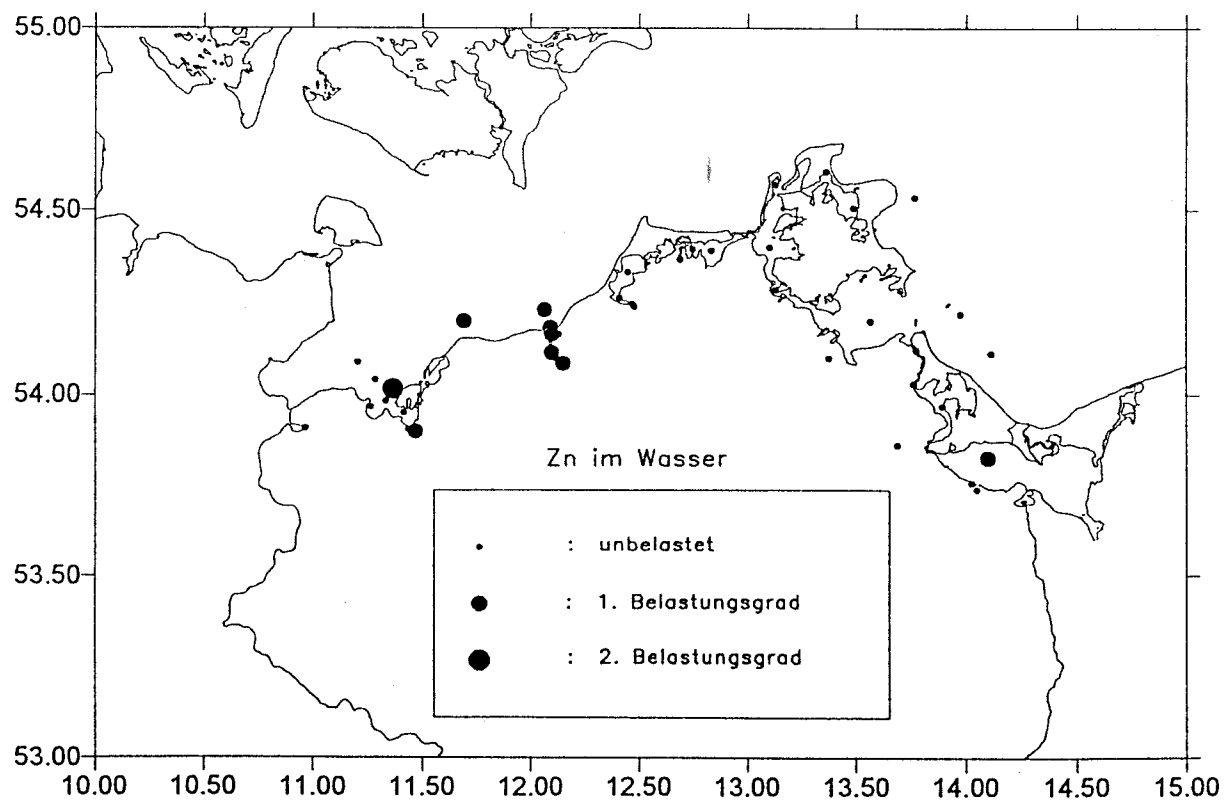 55.00
54.50
54.00
Zn im Wasser
53.50
• : unbelastet
● : 1. Belastungsgrad
● : 2. Belastungsgrad
53.00
10.00 10.50 11.00 11.50 12.00 12.50 13.00 13.50 14.00 14.50 15.00